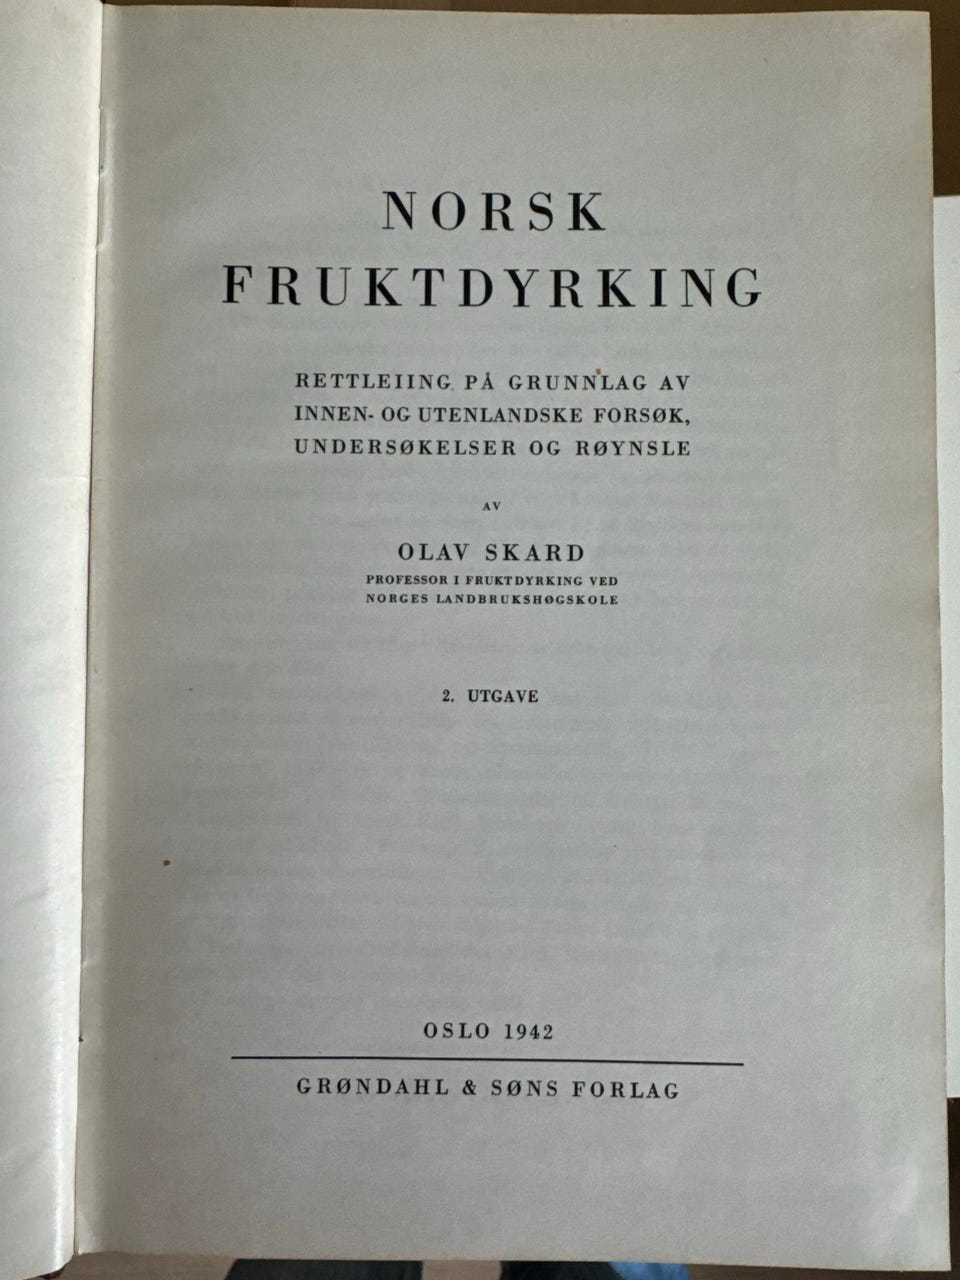 NORSK
FRUKTDYRKING
RETTLEIING PÅ GRUNNLAG AV
INNEN- OG UTENLANDSKE FORSØK,
UNDERSØKELSER OG RØYNSLE
AV
OLAV SKARD
PROFESSOR I FRUKTDYRKING VED
NORGES LANDBRUKSHØGSKOLE
2. UTGAVE
OSLO 1942
GRØNDAHL & SØNS FORLAG